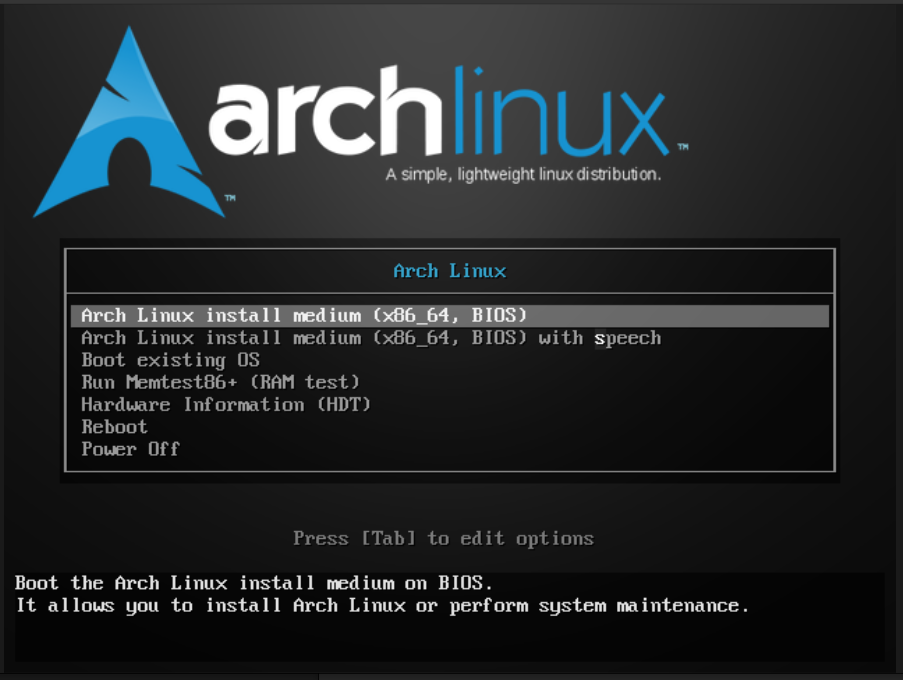 archlinux™
A simple, lightweight linux distribution.
™
Arch Linux
Arch Linux install medium (x86_64, BIOS)
Arch Linux install medium (x86_64, BIOS) with speech
Boot existing OS
Run Memtest86+ (RAM test)
Hardware Information (HDT)
Reboot
Power Off
Press [Tab] to edit options
Boot the Arch Linux install medium on BIOS.
It allows you to install Arch Linux or perform system maintenance.